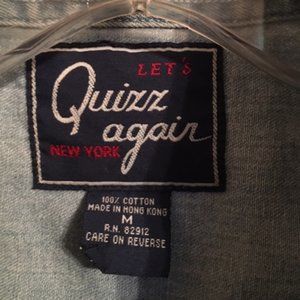 LET'S
Quizz
again
NEW YORK
100% COTTON
MADE IN HONG KONG
M
R.N. 82912
CARE ON REVERSE